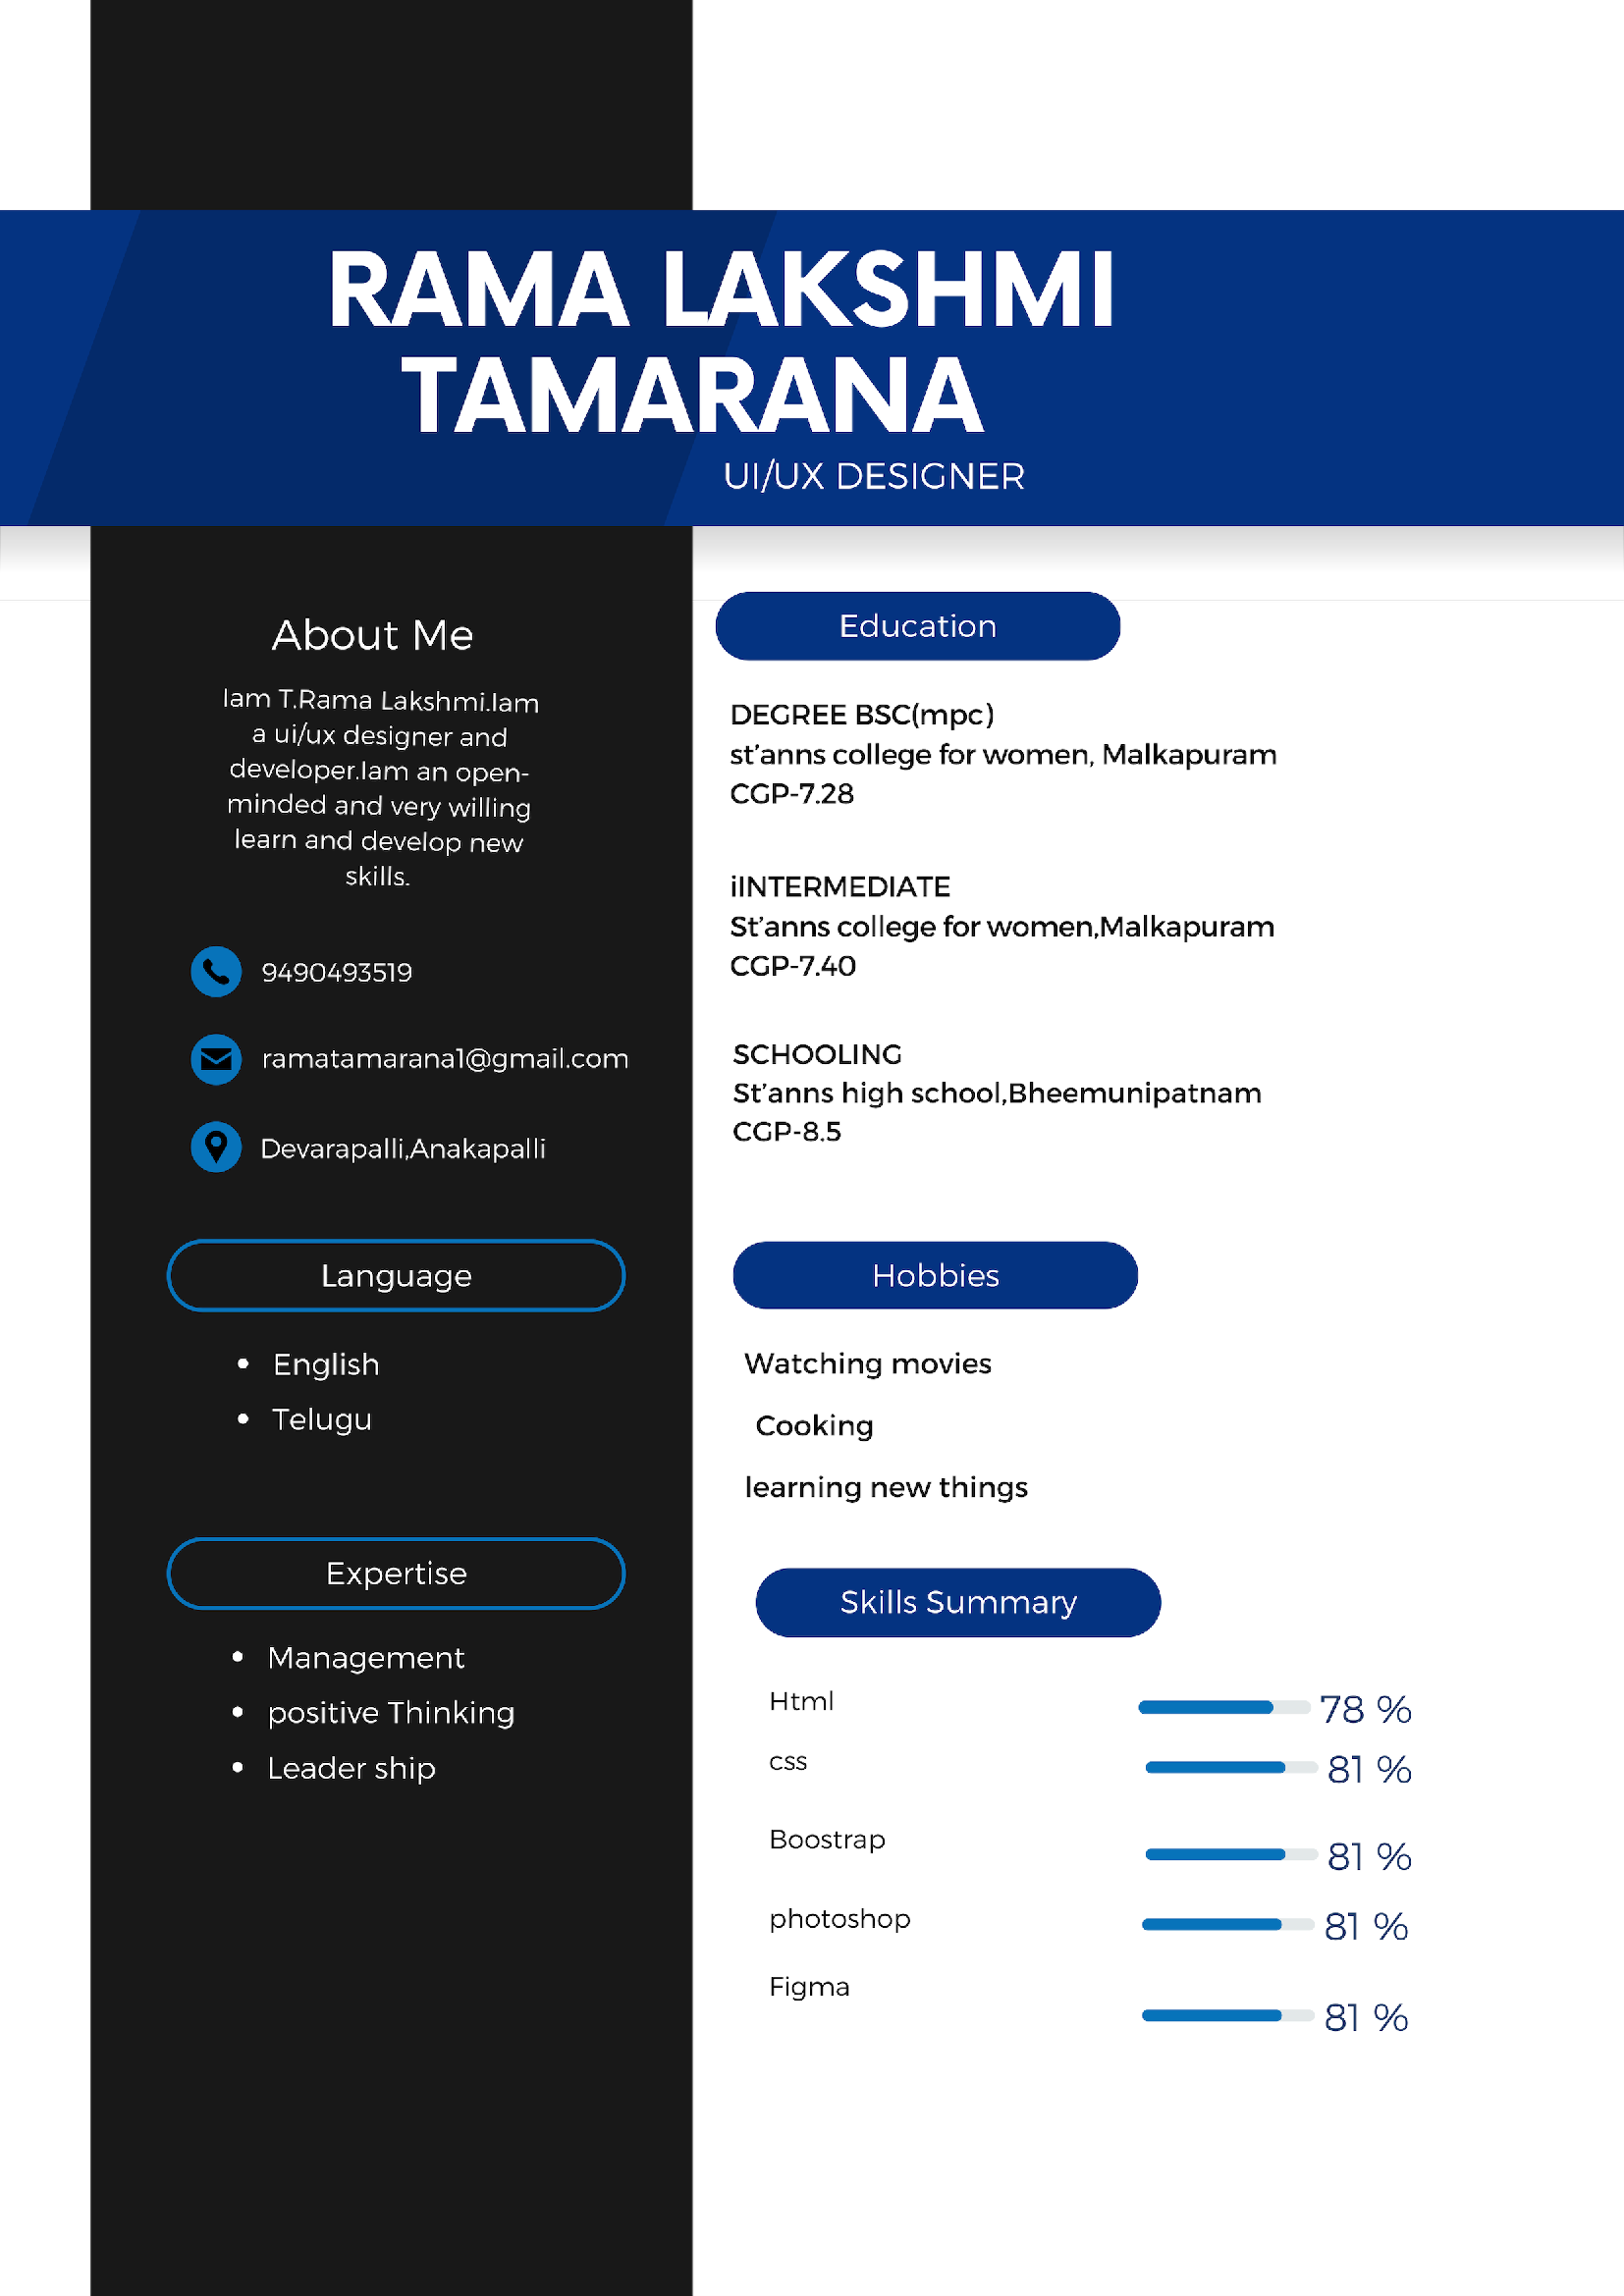 RAMA LAKSHMI
TAMARANA
UI/UX DESIGNER
About Me
Iam T.Rama Lakshmi.Iam
a ui/ux designer and
developer.Iam an open-
minded and very willing
learn and develop new
skills.
9490493519
ramatamarana1@gmail.com
Devarapalli,Anakapalli
Language
• English
• Telugu
Expertise
• Management
• positive Thinking
• Leader ship
Education
DEGREE BSC(mpc)
st’anns college for women, Malkapuram
CGP-7.28
iINTERMEDIATE
St’anns college for women,Malkapuram
CGP-7.40
SCHOOLING
St’anns high school,Bheemunipatnam
CGP-8.5
Hobbies
Watching movies
Cooking
learning new things
Skills Summary
Html 78 %
css 81 %
Boostrap 81 %
photoshop 81 %
Figma 81 %